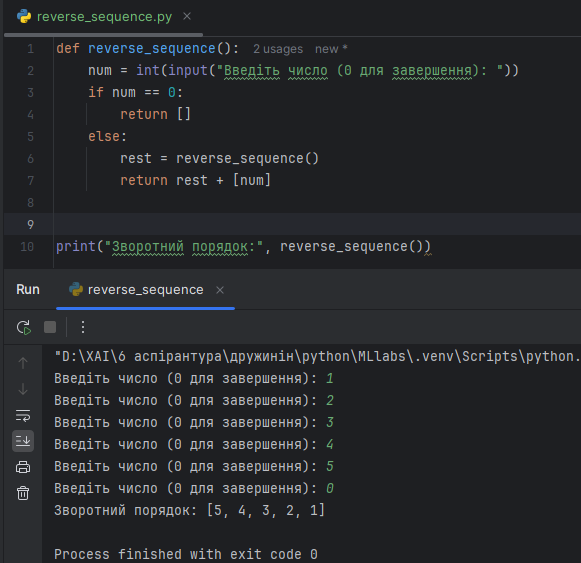 reverse_sequence.py ×
1 def reverse_sequence(): 2 usages new *
2 num = int(input("Введіть число (0 для завершення): "))
3 if num == 0:
4 return []
5 else:
6 rest = reverse_sequence()
7 return rest + [num]
8
9
10 print("Зворотний порядок:", reverse_sequence())
Run reverse_sequence ×
"D:\XAI\6 аспірантура\дружинін\python\MLlabs\.venv\Scripts\python.
Введіть число (0 для завершення): 1
Введіть число (0 для завершення): 2
Введіть число (0 для завершення): 3
Введіть число (0 для завершення): 4
Введіть число (0 для завершення): 5
Введіть число (0 для завершення): 0
Зворотний порядок: [5, 4, 3, 2, 1]
Process finished with exit code 0